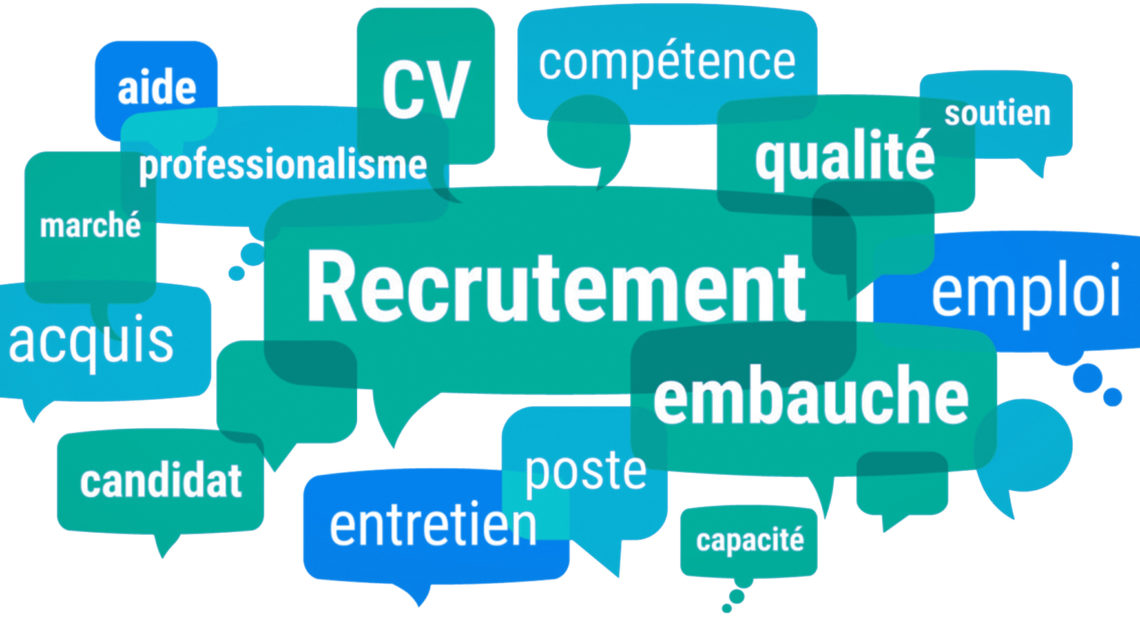 aide
CV
compétence
soutien
professionalisme
qualité
marché
Recrutement
emploi
acquis
embauche
candidat
poste
entretien
capacité